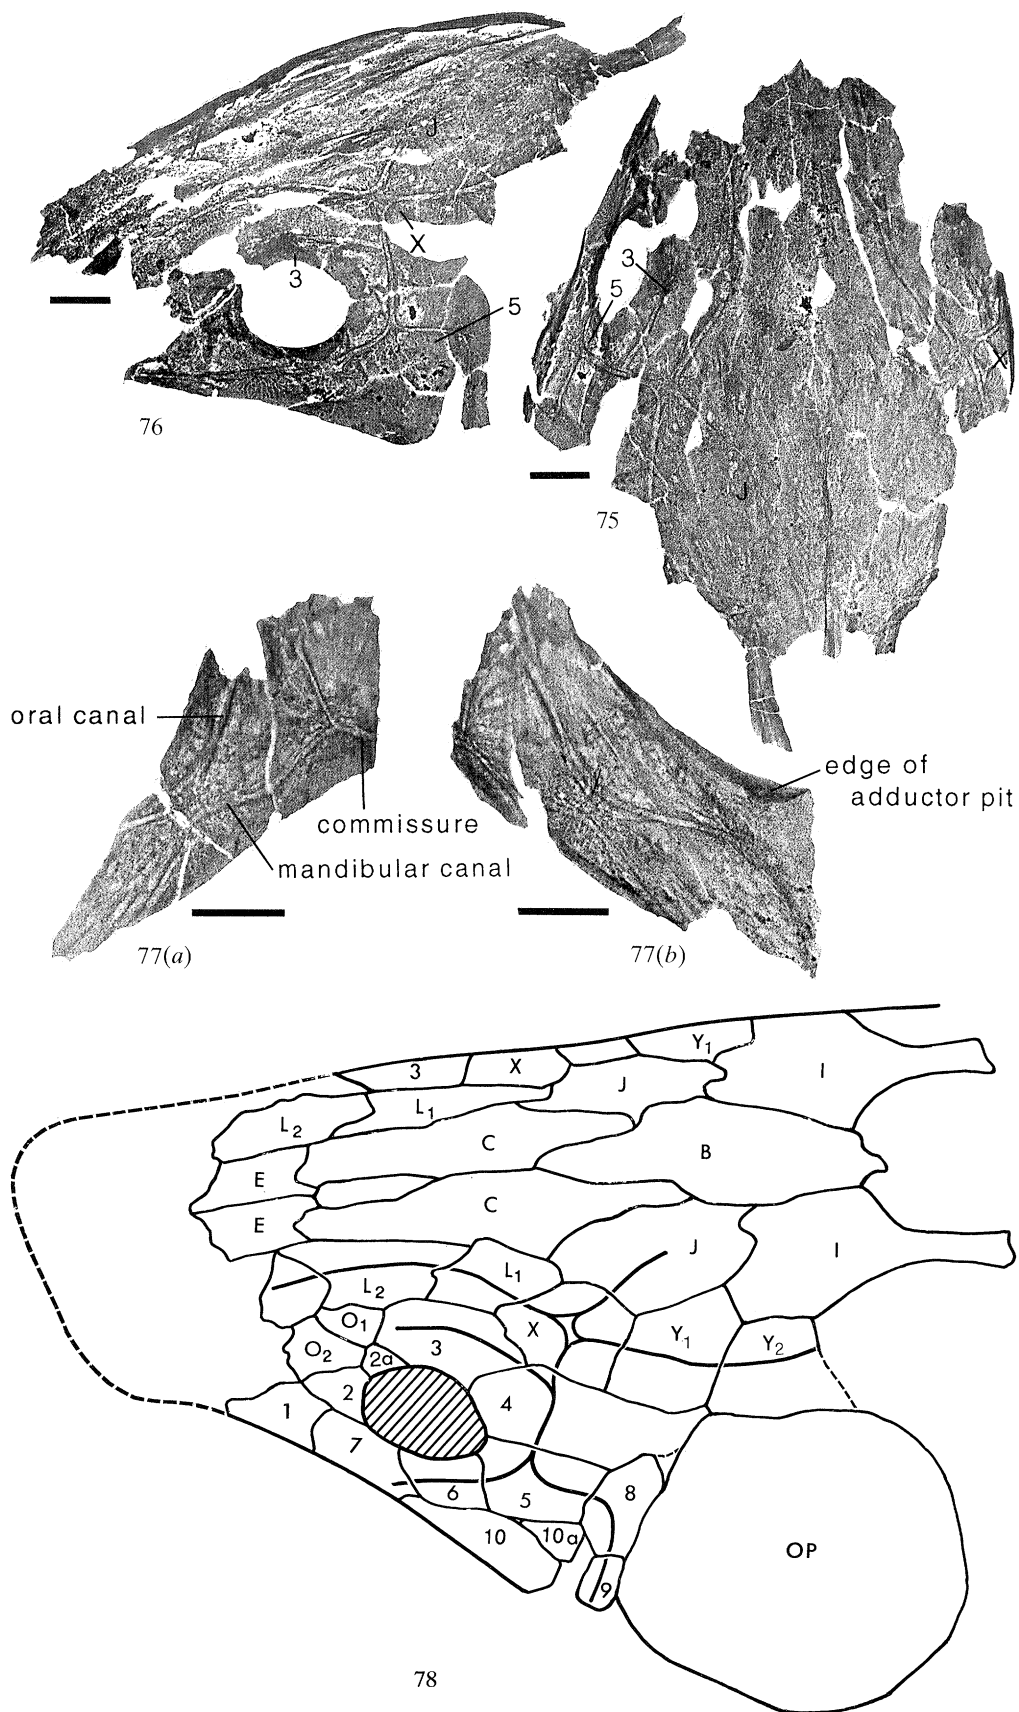 J
X
3
5
76
3
5
X
J
75
oral canal
commissure
mandibular canal
77(a)
edge of
adductor pit
77(b)
3
X
Y1
I
J
L1
L2
C
B
E
E
C
J
I
L1
L2
O1
X
Y1
Y2
3
O2
2a
2
4
1
7
6
5
8
10
10a
9
OP
78